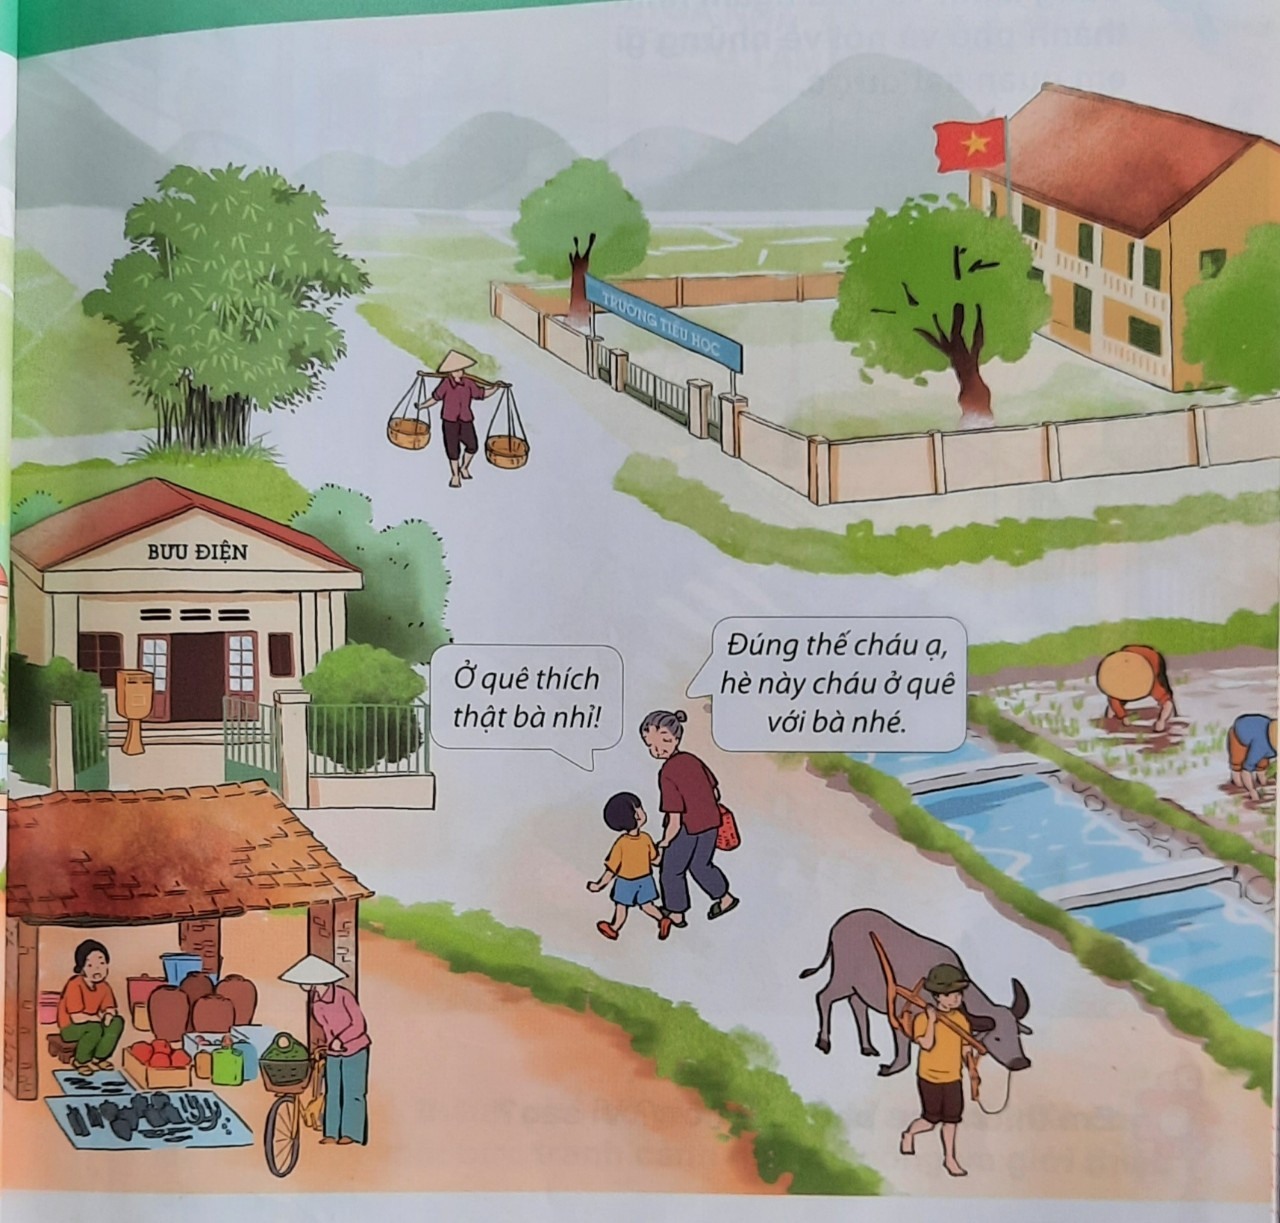 TRƯỜNG TIỂU HỌC
BƯU ĐIỆN
Ở quê thích
thật bà nhỉ!
Đúng thế cháu ạ,
hè này cháu ở quê
với bà nhé.